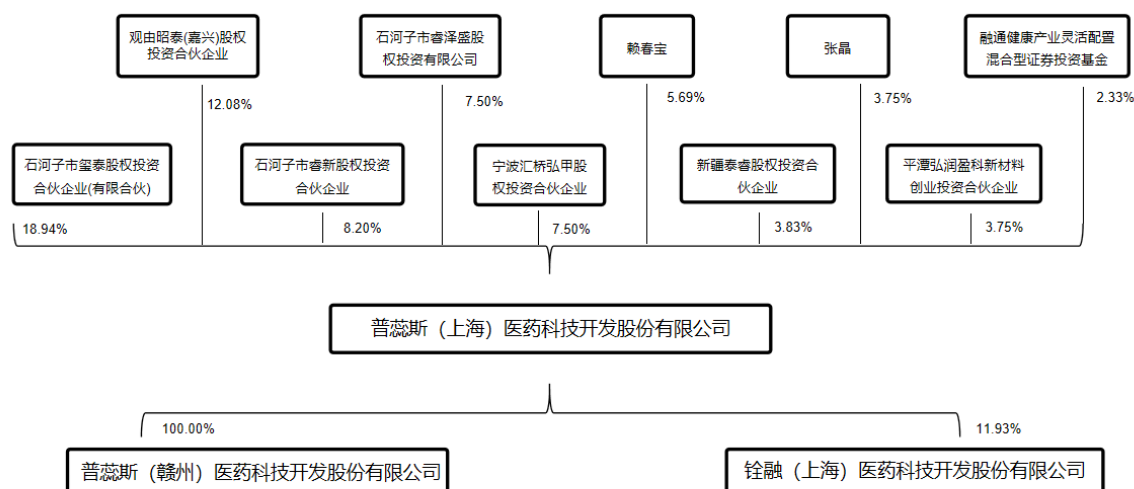 观由昭泰(嘉兴)股权
投资合伙企业
石河子市睿泽盛股
权投资有限公司
赖春宝
张晶
融通健康产业灵活配置
混合型证券投资基金
12.08%
7.50%
5.69%
3.75%
2.33%
石河子市玺泰股权投资
合伙企业(有限合伙)
石河子市睿新股权投资
合伙企业
宁波汇桥弘甲股
权投资合伙企业
新疆泰睿股权投资合
伙企业
平潭弘润盈科新材料
创业投资合伙企业
18.94%
8.20%
7.50%
3.83%
3.75%
普蕊斯（上海）医药科技开发股份有限公司
100.00%
11.93%
普蕊斯（赣州）医药科技开发股份有限公司
铨融（上海）医药科技开发股份有限公司